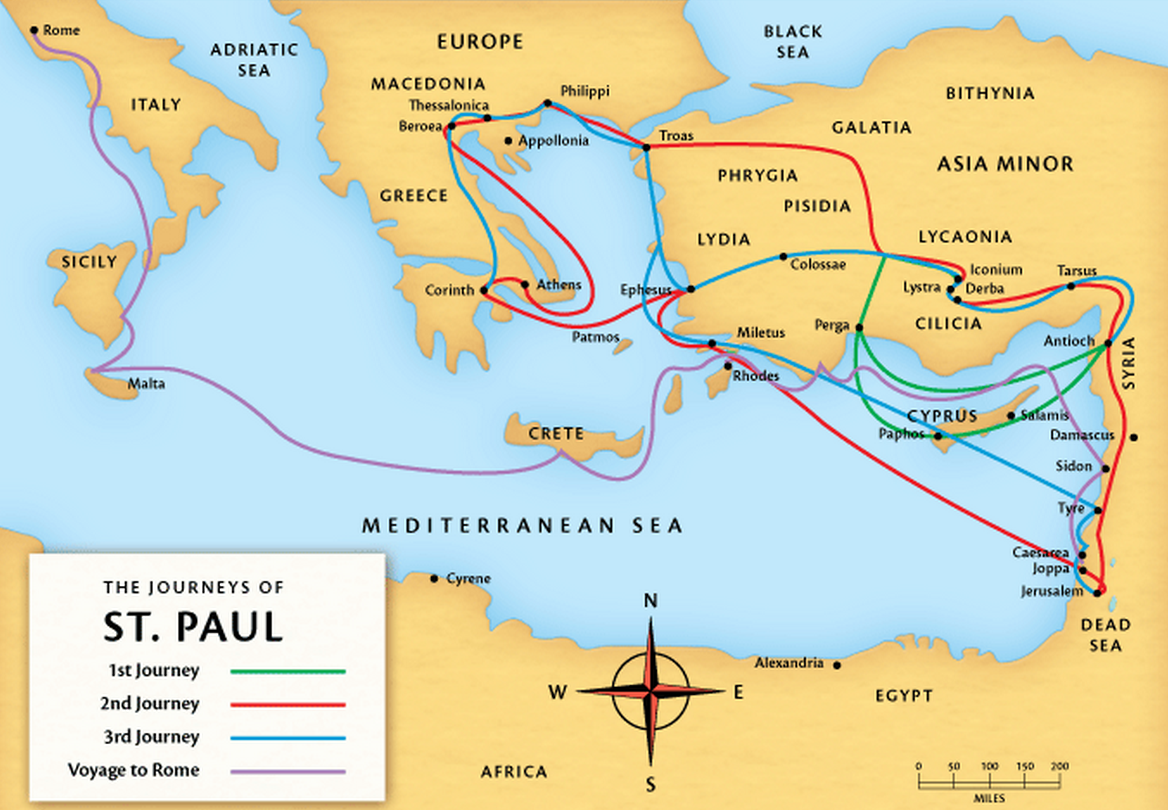 Rome
ADRIATIC
SEA
ITALY
EUROPE
BLACK
SEA
MACEDONIA
Thessalonica
Philippi
Beroea
Appollonia
Troas
BITHYNIA
GALATIA
ASIA MINOR
PHRYGIA
PISIDIA
GREECE
LYDIA
LYCAONIA
SICILY
Colossae
Iconium
Tarsus
Lystra
Derba
Corinth
Athens
Ephesus
CILICIA
Perga
Patmos
Miletus
Antioch
SYRIA
Rhodes
Malta
CYPRUS
Salamis
Paphos
Damascus
CRETE
Sidon
Tyre
MEDITERRANEAN SEA
Caesarea
Joppa
Jerusalem
Cyrene
DEAD
SEA
Alexandria
EGYPT
AFRICA
N
W
E
S
THE JOURNEYS OF
ST. PAUL
1st Journey
2nd Journey
3rd Journey
Voyage to Rome
0 50 100 150 200
MILES